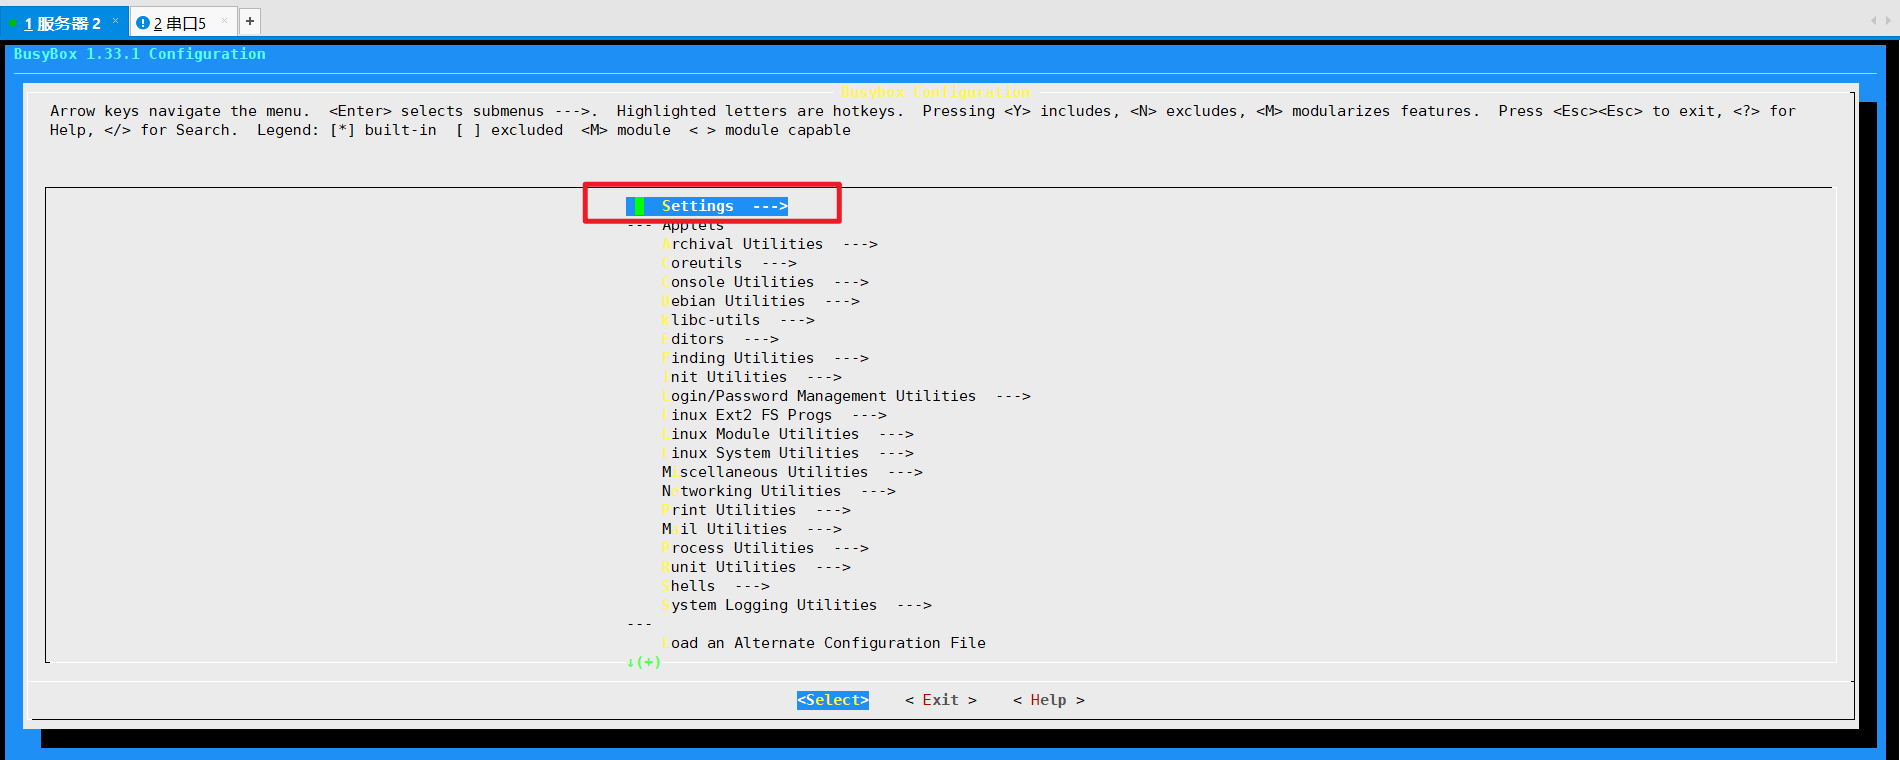 1 服务器 2 ×
2 串口5 ×
+
BusyBox 1.33.1 Configuration
Busybox Configuration
Arrow keys navigate the menu.  <Enter> selects submenus --->.  Highlighted letters are hotkeys.  Pressing <Y> includes, <N> excludes, <M> modularizes features.  Press <Esc><Esc> to exit, <?> for
Help, </> for Search.  Legend: [*] built-in  [ ] excluded  <M> module  < > module capable
Settings  --->
--- Applets
Archival Utilities  --->
Coreutils  --->
Console Utilities  --->
Debian Utilities  --->
klibc-utils  --->
Editors  --->
Finding Utilities  --->
Init Utilities  --->
Login/Password Management Utilities  --->
Linux Ext2 FS Progs  --->
Linux Module Utilities  --->
Linux System Utilities  --->
Miscellaneous Utilities  --->
Networking Utilities  --->
Print Utilities  --->
Mail Utilities  --->
Process Utilities  --->
Runit Utilities  --->
Shells  --->
System Logging Utilities  --->
---
Load an Alternate Configuration File
↓(+)
<Select>    < Exit >    < Help >